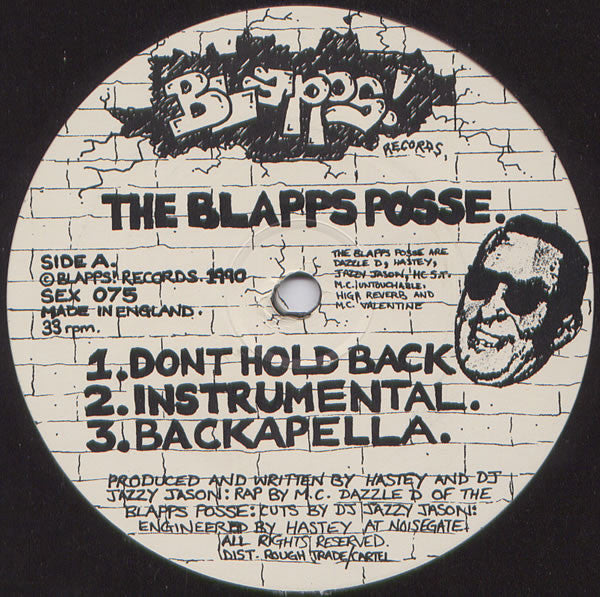 BLAPPS!
RECORDS,
THE BLAPPS POSSE.
SIDE A.
© BLAPPS! RECORDS 1990
SEX 075
MADE IN ENGLAND.
33 rpm.
THE BLAPPS POSSE ARE
DAZZLE D, HASTEY,
JAZZY JASON, MC S.T.
M.C. UNTOUCHABLE,
HIGH REVERB AND
M.C. VALENTINE
1. DONT HOLD BACK
2. INSTRUMENTAL.
3. BACKAPELLA.
PRODUCED AND WRITTEN BY HASTEY AND DJ
JAZZY JASON: RAP BY M.C. DAZZLE D OF THE
BLAPPS POSSE: CUTS BY DJ JAZZY JASON:
ENGINEERED BY HASTEY AT NOISEGATE.
ALL RIGHTS RESERVED.
DIST. ROUGH TRADE/CARTEL